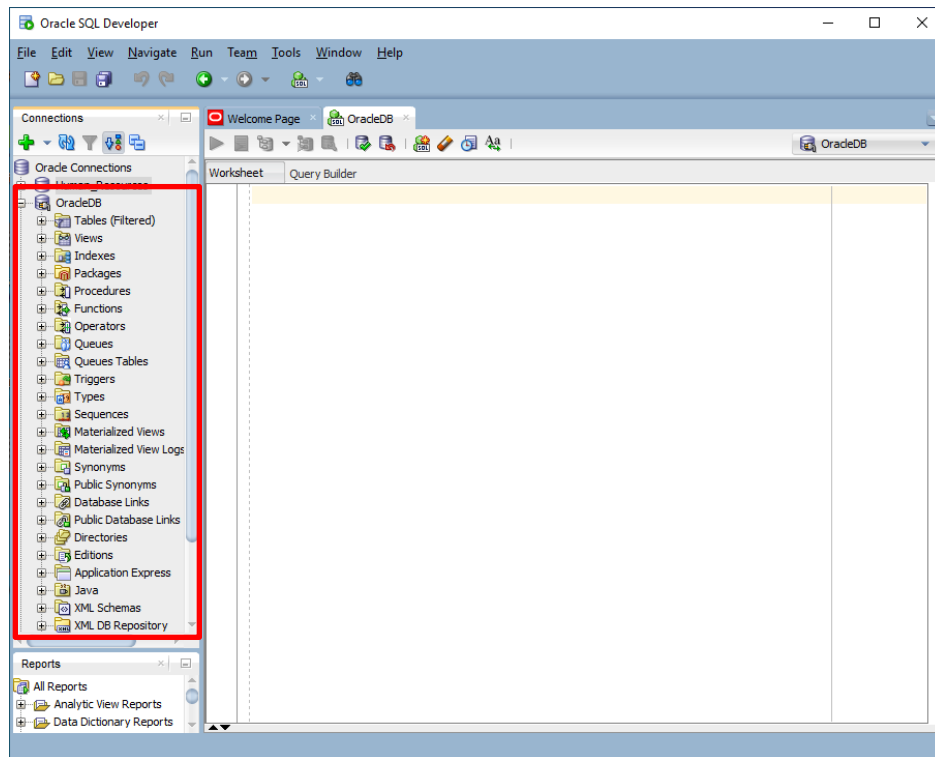 Oracle SQL Developer
File Edit View Navigate Run Team Tools Window Help
Connections
Welcome Page
OracleDB
OracleDB
Worksheet
Query Builder
Oracle Connections
Human_Resources
OracleDB
Tables (Filtered)
Views
Indexes
Packages
Procedures
Functions
Operators
Queues
Queues Tables
Triggers
Types
Sequences
Materialized Views
Materialized View Logs
Synonyms
Public Synonyms
Database Links
Public Database Links
Directories
Editions
Application Express
Java
XML Schemas
XML DB Repository
Reports
All Reports
Analytic View Reports
Data Dictionary Reports